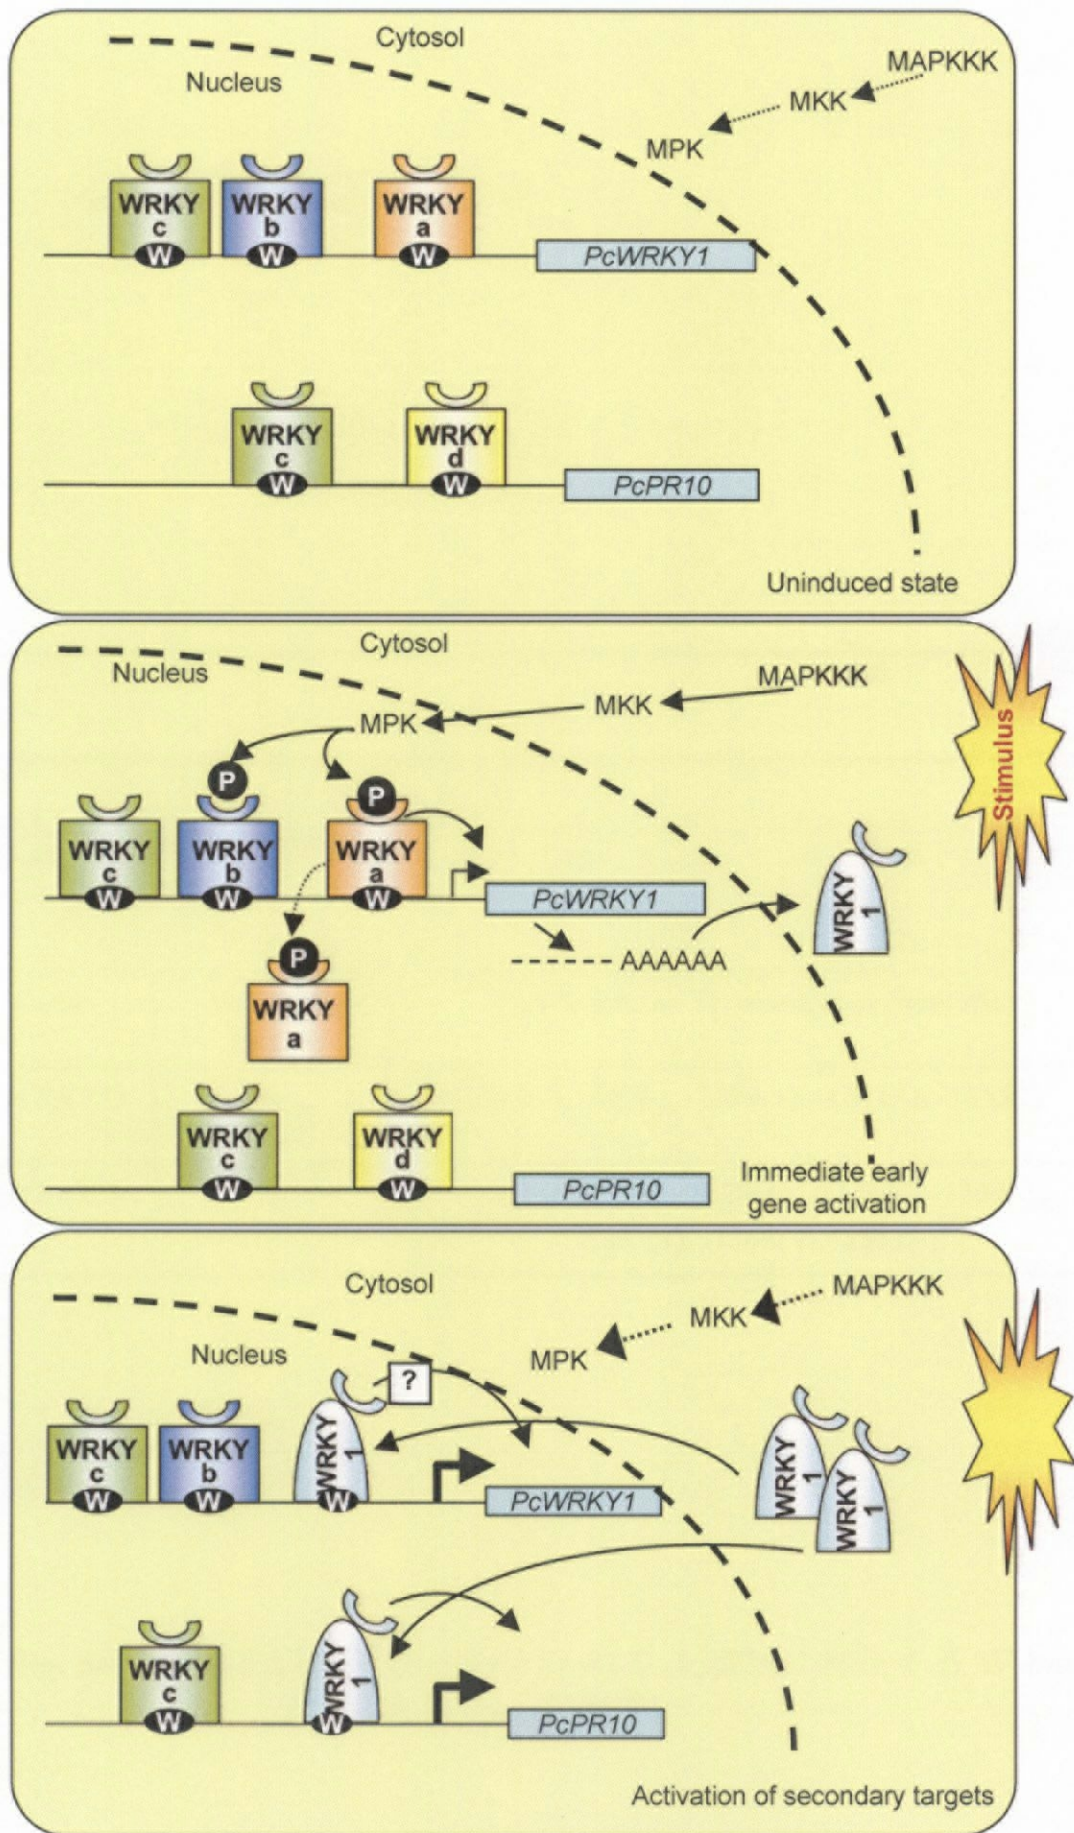 Cytosol
Nucleus
MAPKKK
MKK
MPK
WRKY
c
W
WRKY
b
W
WRKY
a
W
PcWRKY1
WRKY
c
W
WRKY
d
W
PcPR10
Uninduced state
Cytosol
Nucleus
MAPKKK
MKK
MPK
Stimulus
P
P
WRKY
c
W
WRKY
b
W
WRKY
a
W
PcWRKY1
WRKY
1
AAAAAA
P
WRKY
a
WRKY
c
W
WRKY
d
W
PcPR10
Immediate early
gene activation
Cytosol
Nucleus
MAPKKK
MKK
MPK
?
WRKY
c
W
WRKY
b
W
WRKY
1
W
PcWRKY1
WRKY
1
WRKY
1
WRKY
c
W
WRKY
1
W
PcPR10
Activation of secondary targets